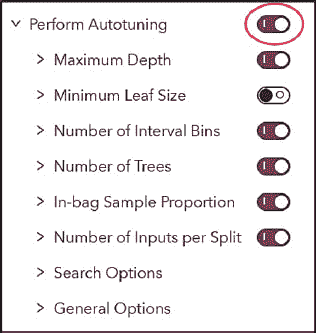 Perform Autotuning
Maximum Depth
Minimum Leaf Size
Number of Interval Bins
Number of Trees
In-bag Sample Proportion
Number of Inputs per Split
Search Options
General Options